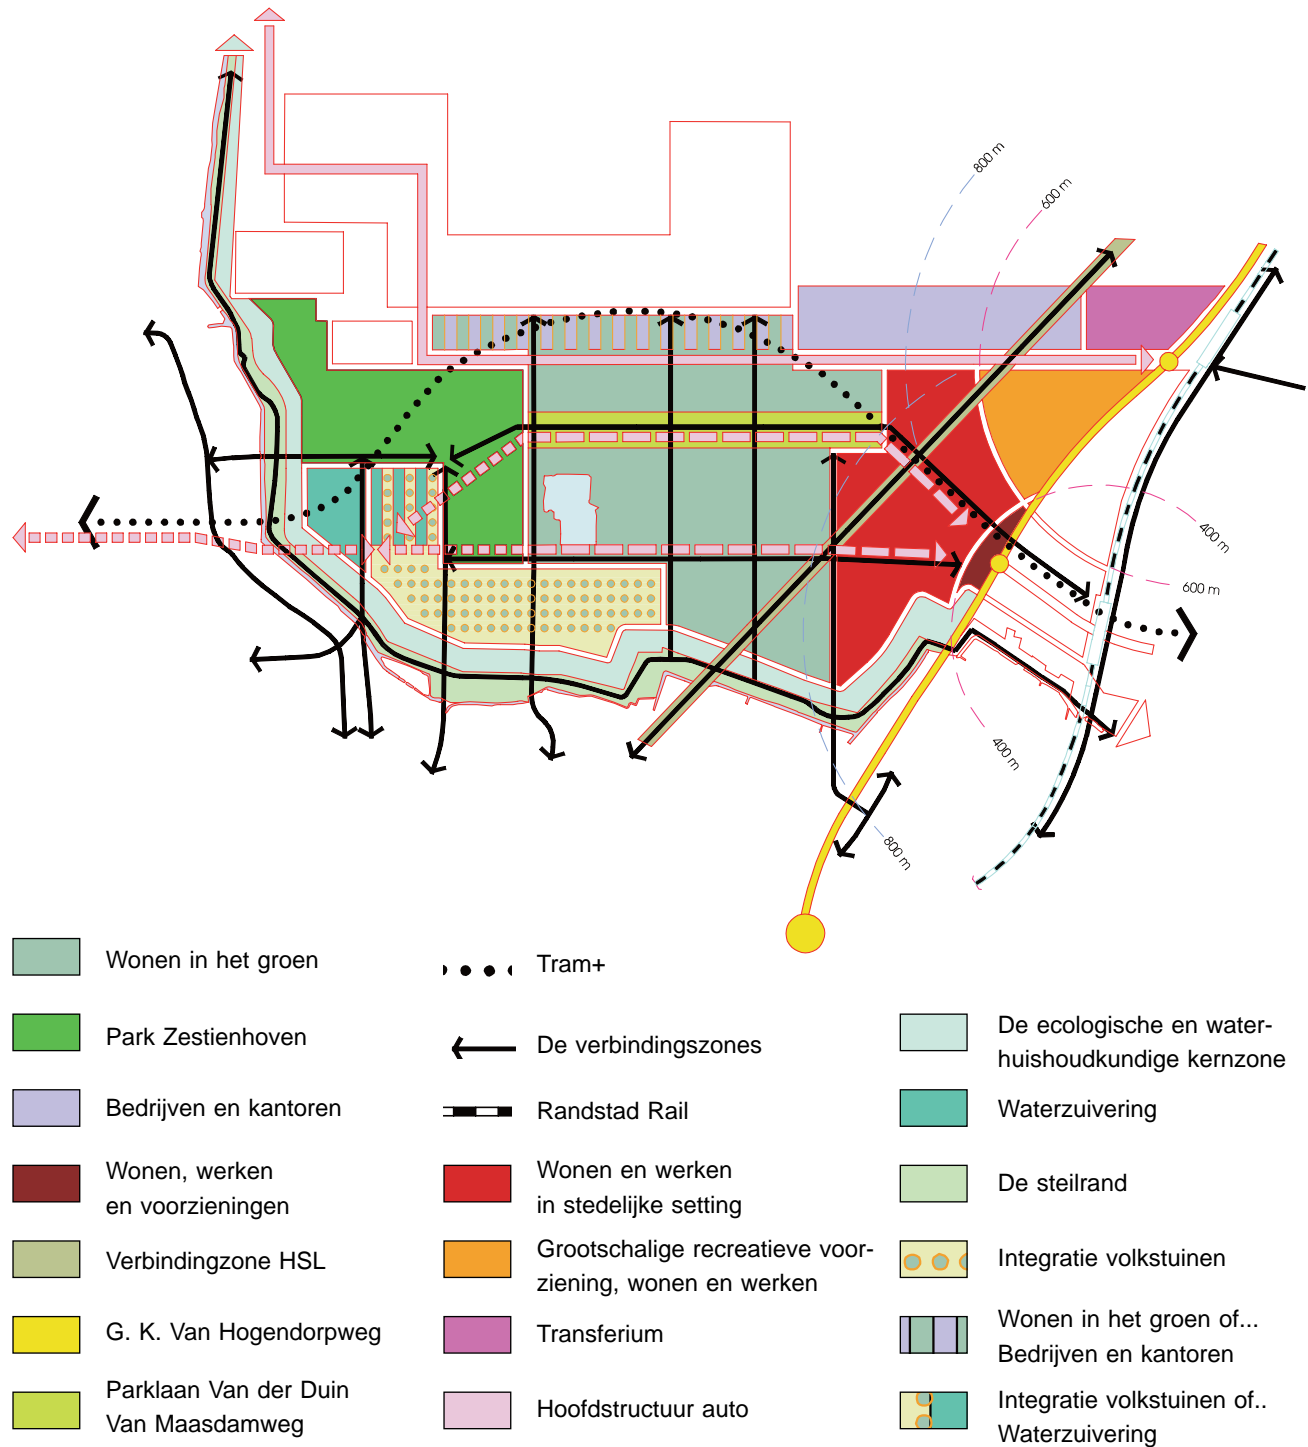 800 m
600 m
400 m
600 m
400 m
800 m
Wonen in het groen
Park Zestienhoven
Bedrijven en kantoren
Wonen, werken
en voorzieningen
Verbindingzone HSL
G. K. Van Hogendorpweg
Parklaan Van der Duin
Van Maasdamweg
Tram+
De verbindingszones
Randstad Rail
Wonen en werken
in stedelijke setting
Grootschalige recreatieve voor-
ziening, wonen en werken
Transferium
Hoofdstructuur auto
De ecologische en water-
huishoudkundige kernzone
Waterzuivering
De steilrand
Integratie volkstuinen
Wonen in het groen of...
Bedrijven en kantoren
Integratie volkstuinen of..
Waterzuivering